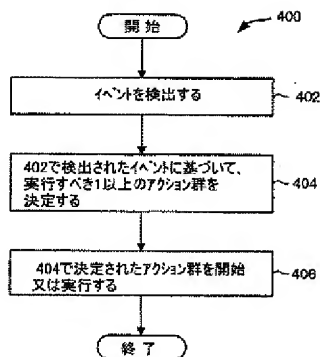 400
開 始
イベントを検出する
402
402で検出されたイベントに基づいて、
実行すべき1以上のアクション群を
決定する
404
404で決定されたアクション群を開始
又は実行する
406
終 了